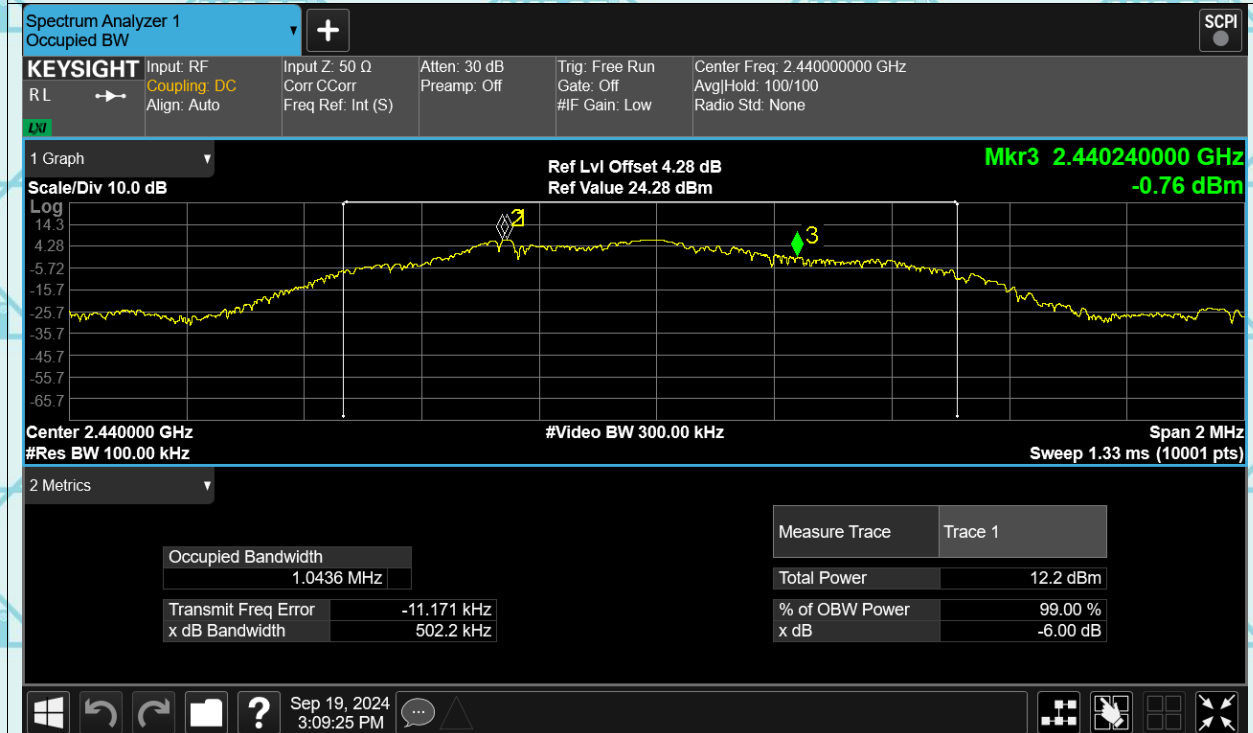 Spectrum Analyzer 1
Occupied BW
SCPI
KEYSIGHT
R L
LXI
Input: RF
Coupling: DC
Align: Auto
Input Z: 50 Ω
Corr CCorr
Freq Ref: Int (S)
Atten: 30 dB
Preamp: Off
Trig: Free Run
Gate: Off
#IF Gain: Low
Center Freq: 2.440000000 GHz
Avg|Hold: 100/100
Radio Std: None
1 Graph
Scale/Div 10.0 dB
Ref Lvl Offset 4.28 dB
Ref Value 24.28 dBm
Mkr3 2.440240000 GHz
-0.76 dBm
Log
14.3
4.28
-5.72
-15.7
-25.7
-35.7
-45.7
-55.7
-65.7
3
Center 2.440000 GHz
#Res BW 100.00 kHz
#Video BW 300.00 kHz
Span 2 MHz
Sweep 1.33 ms (10001 pts)
2 Metrics
Occupied Bandwidth
1.0436 MHz
Transmit Freq Error -11.171 kHz
x dB Bandwidth 502.2 kHz
Measure Trace Trace 1
Total Power 12.2 dBm
% of OBW Power 99.00 %
x dB -6.00 dB
?
Sep 19, 2024
3:09:25 PM